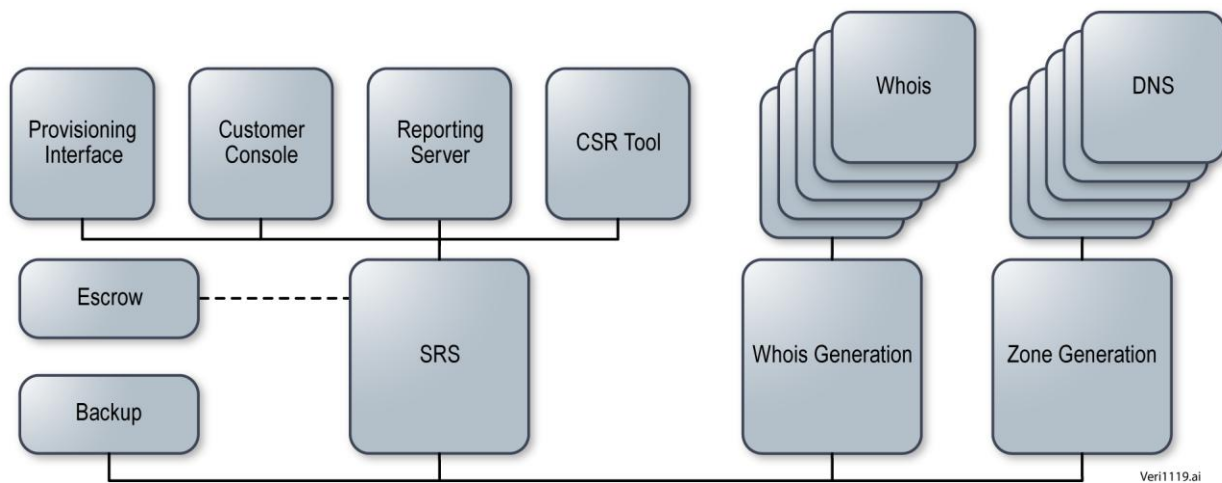 Provisioning
Interface
Customer
Console
Reporting
Server
CSR Tool
Whois
DNS
Escrow
SRS
Whois Generation
Zone Generation
Backup
Veri1119.ai